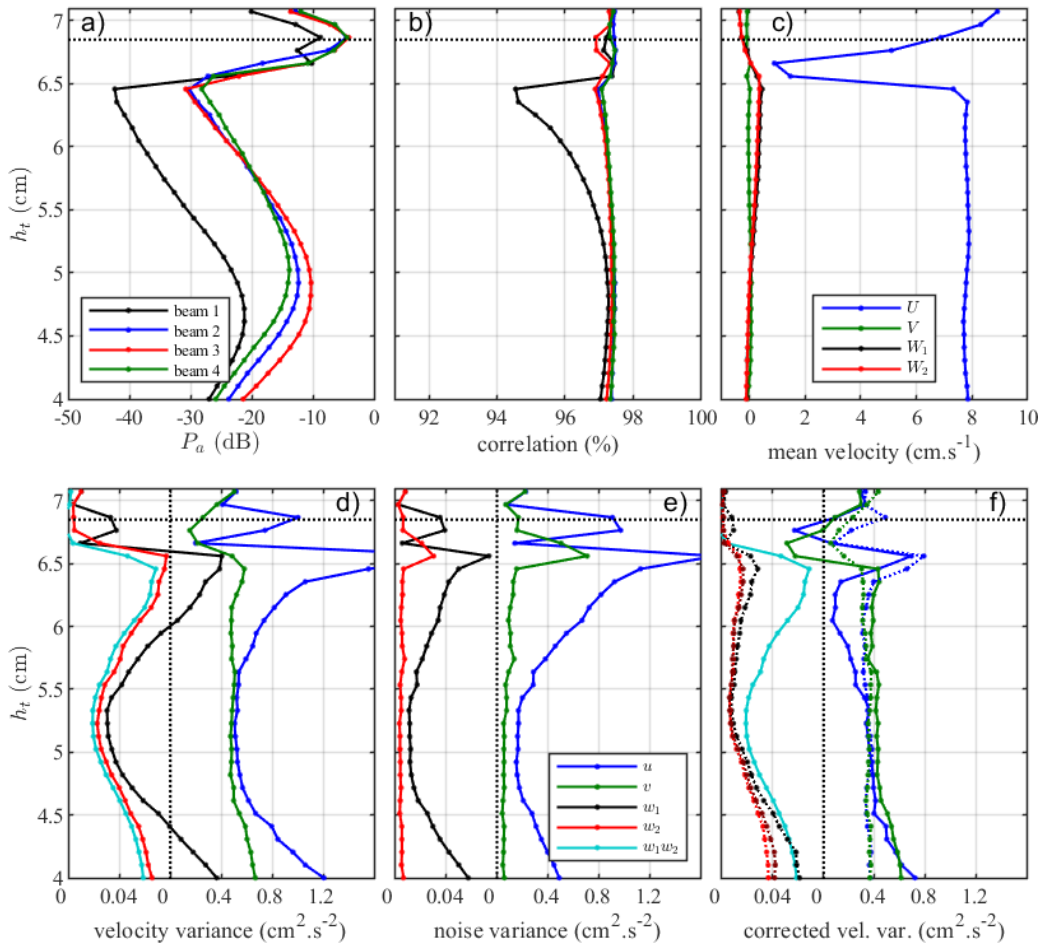 a) b) c)
7 6.5 6 5.5 5 4.5 4
h_t (cm)
beam 1
beam 2
beam 3
beam 4
U
V
W_1
W_2
-50 -40 -30 -20 -10 0
92 94 96 98 100
0 2 4 6 8 10
P_a (dB) correlation (%) mean velocity (cm.s^-1)
d) e) f)
7 6.5 6 5.5 5 4.5 4
h_t (cm)
u
v
w_1
w_2
w_1w_2
0.04 0 0.4 0.8 1.2
0.04 0 0.4 0.8 1.2
0.04 0 0.4 0.8 1.2
velocity variance (cm^2.s^-2) noise variance (cm^2.s^-2) corrected vel. var. (cm^2.s^-2)